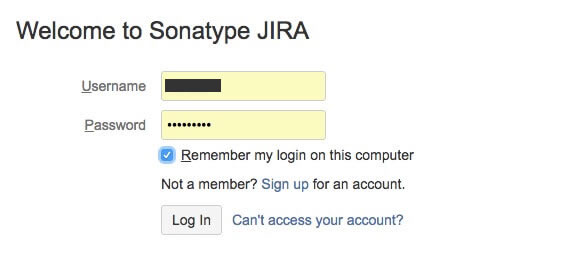 Welcome to Sonatype JIRA
Username
Password •••••••••
Remember my login on this computer
Not a member? Sign up for an account.
Log In Can't access your account?